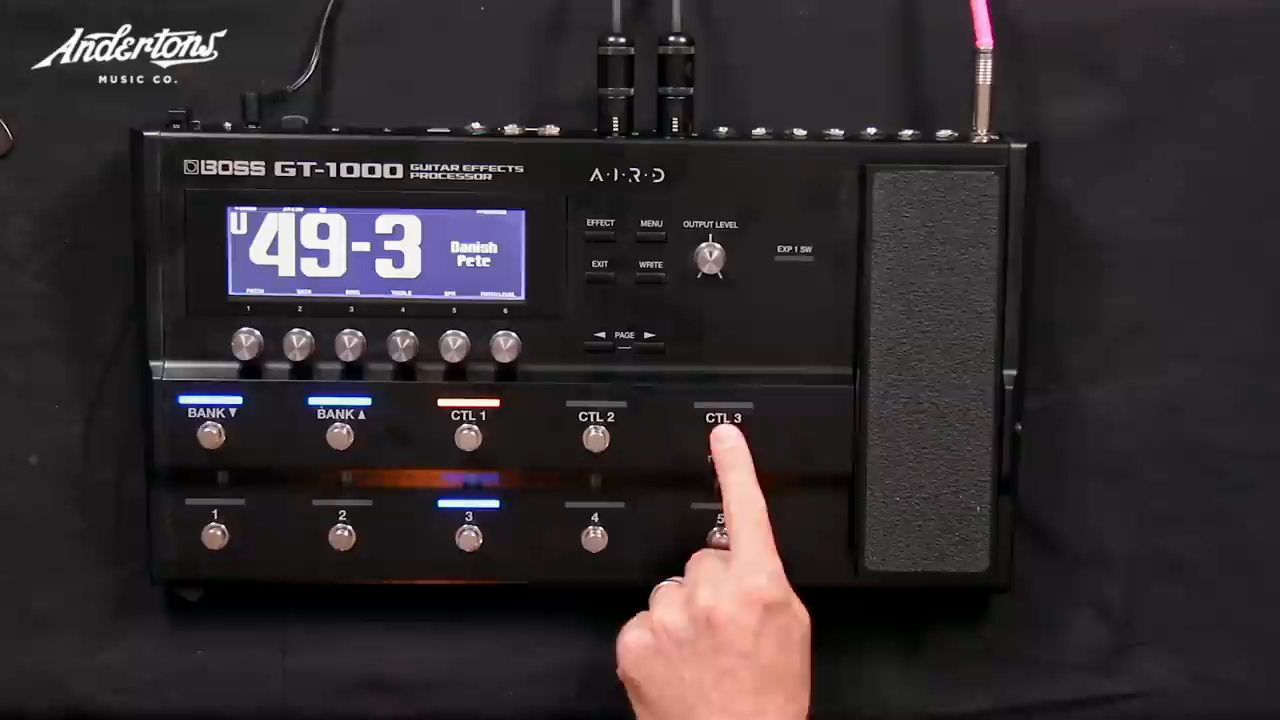 Andertons
MUSIC CO.
BOSS GT-1000 GUITAR EFFECTS PROCESSOR
A·I·R·D
U 49-3 Danish Pete
1 2 3 4 5 6
EFFECT MENU OUTPUT LEVEL
EXIT WRITE
EXP 1 SW
◄ PAGE ►
BANK ▼ BANK ▲ CTL 1 CTL 2 CTL 3
1 2 3 4 5